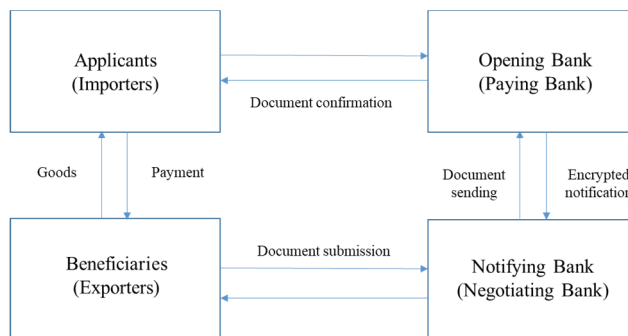 Applicants
(Importers)
Opening Bank
(Paying Bank)
Document confirmation
Goods
Payment
Document
sending
Encrypted
notification
Beneficiaries
(Exporters)
Document submission
Notifying Bank
(Negotiating Bank)